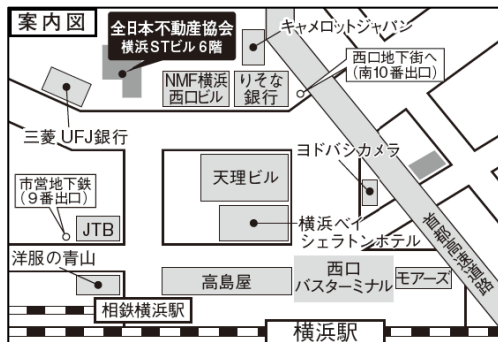 案内図
全日本不動産協会
横浜STビル 6階
キャメロットジャパン
西口地下街へ
(南10番出口)
NMF横浜
西口ビル
りそな
銀行
三菱UFJ銀行
ヨドバシカメラ
天理ビル
市営地下鉄
(9番出口)
JTB
横浜ベイ
シェラトンホテル
首都高速道路
洋服の青山
高島屋
西口
バスターミナル
モアーズ
相鉄横浜駅
横浜駅